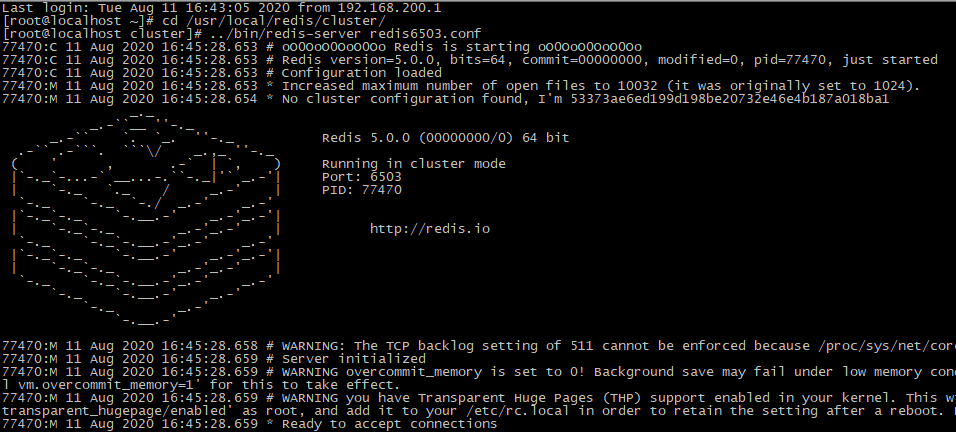 Last login: Tue Aug 11 16:43:05 2020 from 192.168.200.1
[root@localhost ~]# cd /usr/local/redis/cluster/
[root@localhost cluster]# ../bin/redis-server redis6503.conf
77470:C 11 Aug 2020 16:45:28.653 # oO0OoO0OoO0Oo Redis is starting oO0OoO0OoO0Oo
77470:C 11 Aug 2020 16:45:28.653 # Redis version=5.0.0, bits=64, commit=00000000, modified=0, pid=77470, just started
77470:C 11 Aug 2020 16:45:28.653 # Configuration loaded
77470:M 11 Aug 2020 16:45:28.653 * Increased maximum number of open files to 10032 (it was originally set to 1024).
77470:M 11 Aug 2020 16:45:28.654 * No cluster configuration found, I'm 53373ae6ed199d198be20732e46e4b187a018ba1
Redis 5.0.0 (00000000/0) 64 bit
Running in cluster mode
Port: 6503
PID: 77470
http://redis.io
77470:M 11 Aug 2020 16:45:28.658 # WARNING: The TCP backlog setting of 511 cannot be enforced because /proc/sys/net/cor
77470:M 11 Aug 2020 16:45:28.659 # Server initialized
77470:M 11 Aug 2020 16:45:28.659 # WARNING overcommit_memory is set to 0! Background save may fail under low memory con
l vm.overcommit_memory=1' for this to take effect.
77470:M 11 Aug 2020 16:45:28.659 # WARNING you have Transparent Huge Pages (THP) support enabled in your kernel. This w
transparent_hugepage/enabled' as root, and add it to your /etc/rc.local in order to retain the setting after a reboot.
77470:M 11 Aug 2020 16:45:28.659 * Ready to accept connections